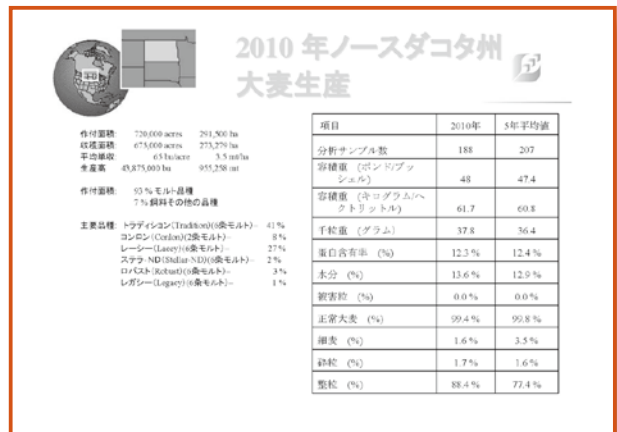 2010 年ノースダコタ州
大麦生産
作付面積: 720,000 acres 291,500 ha
収穫面積: 675,000 acres 273,279 ha
平均単収: 65 bu/acre 3.5 mt/ha
生産高 43,875,000 bu 955,258 mt
作付面積: 93 % モルト品種
7 % 飼料その他の品種
主要品種: トラディション(Tradition)(6条モルト)– 41 %
コンロン(Conlon)(2条モルト)– 8 %
レーシー(Lacey)(6条モルト)– 27 %
ステラ-ND(Stellar-ND)(6条モルト)– 2 %
ロバスト(Robust)(6条モルト)– 3 %
レガシー(Legacy)(6条モルト)– 1 %
項目 2010年 5年平均値
分析サンプル数 188 207
容積重 (ポンド/ブッ
シェル) 48 47.4
容積重 (キログラム/ヘ
クトリットル) 61.7 60.8
千粒重 (グラム) 37.8 36.4
蛋白含有率 (%) 12.3 % 12.4 %
水分 (%) 13.6 % 12.9 %
被害粒 (%) 0.0 % 0.0 %
正常大麦 (%) 99.4 % 99.8 %
細麦 (%) 1.6 % 3.5 %
砕粒 (%) 1.7 % 1.6 %
整粒 (%) 88.4 % 77.4 %